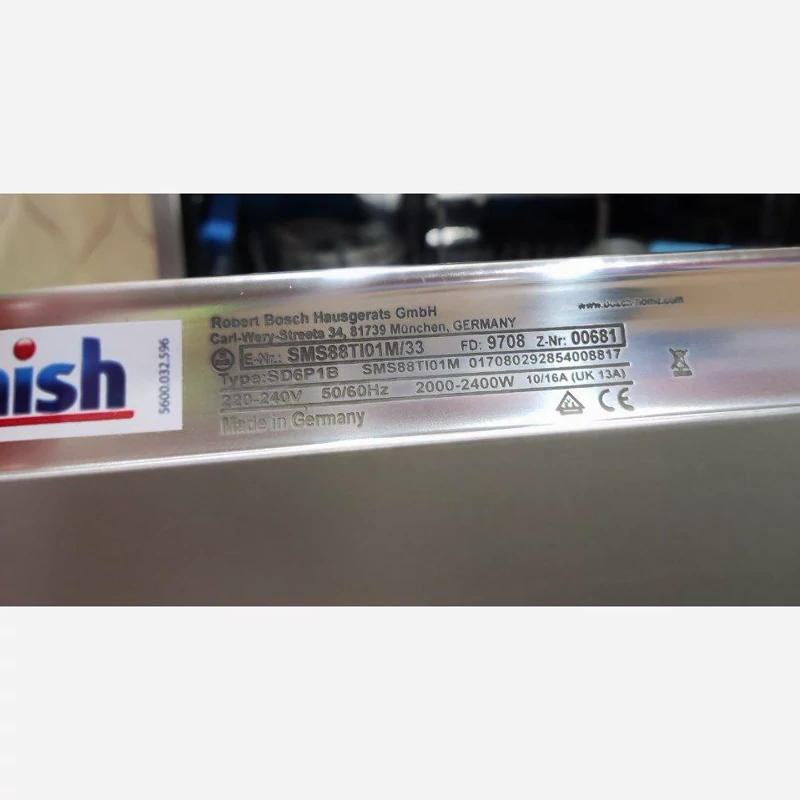 nish
5600.032.596
Robert Bosch Hausgerats GmbH
Carl-Wery-Streets 34, 81739 München, GERMANY
www.bosch-home.com
E-Nr.: SMS88TI01M/33 FD: 9708 Z-Nr: 00681
Type:SD6P1B SMS88TI01M 017080292854008817
220-240V 50/60Hz 2000-2400W 10/16A (UK 13A)
Made in Germany
CE